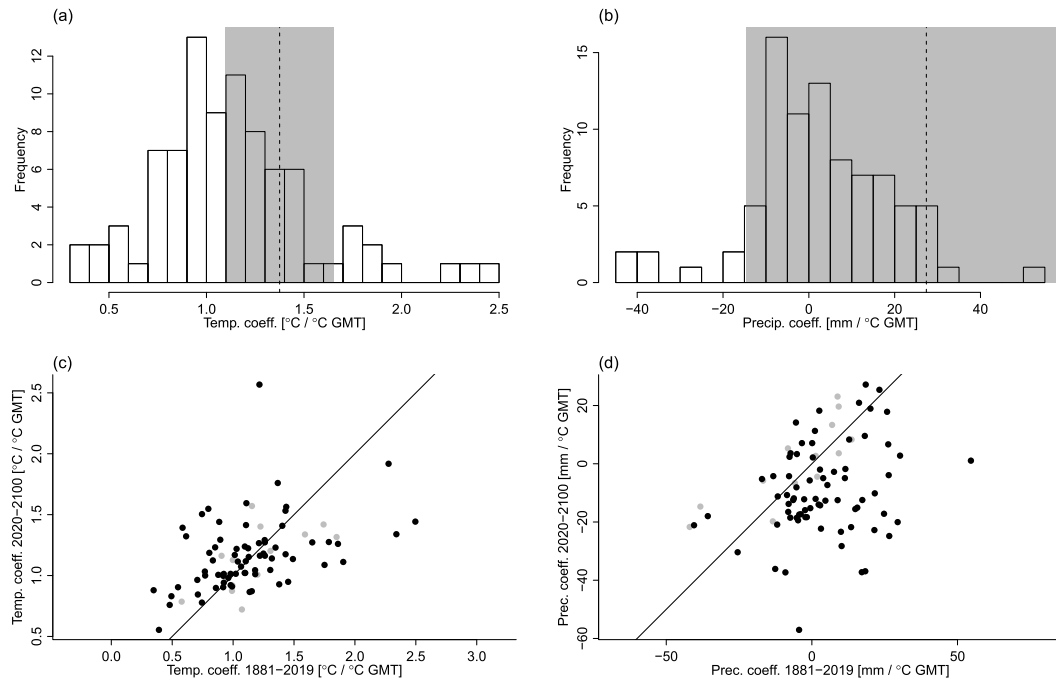 (a)
Frequency
0 2 4 6 8 10 12
0.5 1.0 1.5 2.0 2.5
Temp. coeff. [°C / °C GMT]
(b)
Frequency
0 5 10 15
−40 −20 0 20 40
Precip. coeff. [mm / °C GMT]
(c)
Temp. coeff. 2020−2100 [°C / °C GMT]
0.5 1.0 1.5 2.0 2.5
0.0 0.5 1.0 1.5 2.0 2.5 3.0
Temp. coeff. 1881−2019 [°C / °C GMT]
(d)
Prec. coeff. 2020−2100 [mm / °C GMT]
−60 −40 −20 0 20
−50 0 50
Prec. coeff. 1881−2019 [mm / °C GMT]